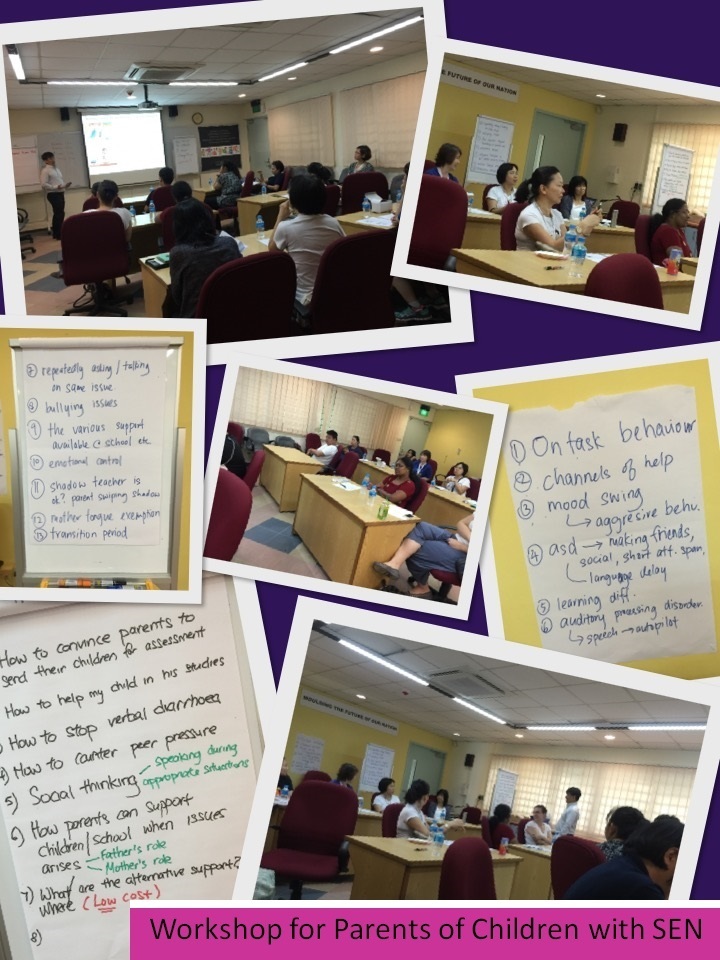 E FUTURE OF OUR NATION
⑦ repeatedly asking / talking
on same issue
⑧ bullying issues
⑨ the various support
available @ school etc
⑩ emotional control
⑪ shadow teacher is
ok? parent swiping shadow
⑫ mother tongue exemption
⑬ transition period
① On task behaviour
② channels of help
③ mood swing
↳ aggresive behv.
④ asd → making friends,
social, short att. span,
language delay
⑤ learning diff.
⑥ auditory processing disorder
↳ speech → autopilot
How to convince parents to
send their children for assessment
How to help my child in his studies
) How to stop verbal diarrhoea
4) How to counter peer pressure
5) Social thinking speaking during
appropriate situations
6) How parents can support
children/school when issues
arises Father's role
Mother's role
7) What are the alternative support?
Where (Low cost)
8)
MOULDING THE FUTURE OF OUR NATION
Workshop for Parents of Children with SEN